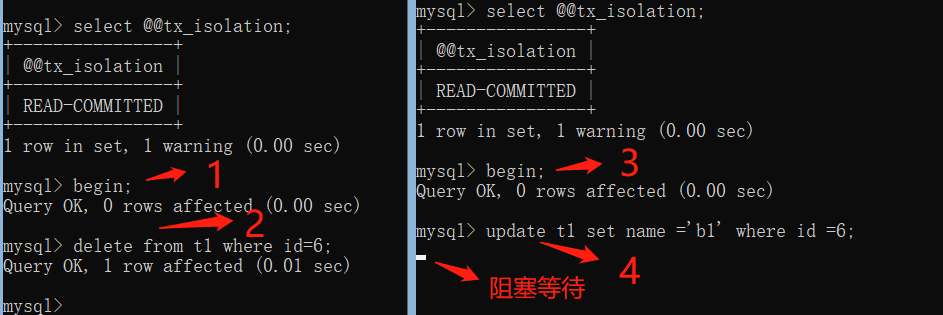 mysql> select @@tx_isolation;
+----------------+
| @@tx_isolation |
+----------------+
| READ-COMMITTED |
+----------------+
1 row in set, 1 warning (0.00 sec)
mysql> begin;
1
Query OK, 0 rows affected (0.00 sec)
2
mysql> delete from t1 where id=6;
Query OK, 1 row affected (0.01 sec)
mysql>
mysql> select @@tx_isolation;
+----------------+
| @@tx_isolation |
+----------------+
| READ-COMMITTED |
+----------------+
1 row in set, 1 warning (0.00 sec)
mysql> begin;
3
Query OK, 0 rows affected (0.00 sec)
mysql> update t1 set name ='b1' where id =6;
4
阻塞等待